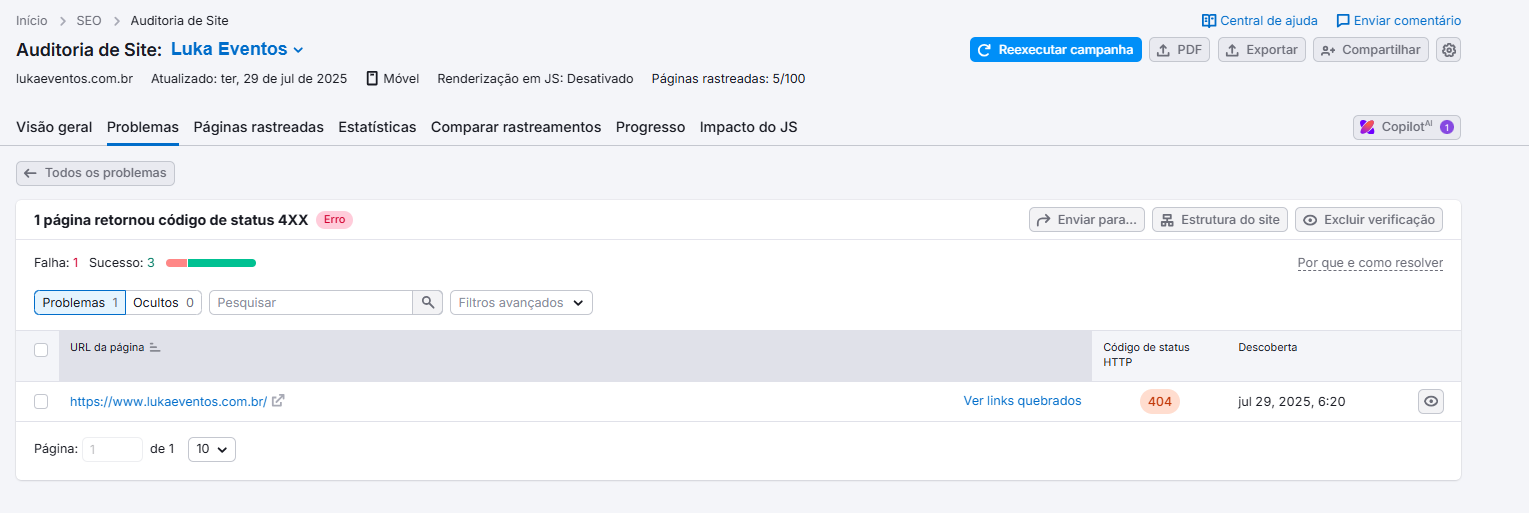 Início > SEO > Auditoria de Site
Central de ajuda Enviar comentário
Auditoria de Site: Luka Eventos
Reexecutar campanha PDF Exportar Compartilhar
lukaeventos.com.br Atualizado: ter, 29 de jul de 2025 Móvel Renderização em JS: Desativado Páginas rastreadas: 5/100
Visão geral Problemas Páginas rastreadas Estatísticas Comparar rastreamentos Progresso Impacto do JS
Copilot AI 1
Todos os problemas
1 página retornou código de status 4XX Erro
Enviar para... Estrutura do site Excluir verificação
Falha: 1 Sucesso: 3
Por que e como resolver
Problemas 1 Ocultos 0 Pesquisar Filtros avançados
URL da página
Código de status
HTTP
Descoberta
https://www.lukaeventos.com.br/ Ver links quebrados 404 jul 29, 2025, 6:20
Página: 1 de 1 10